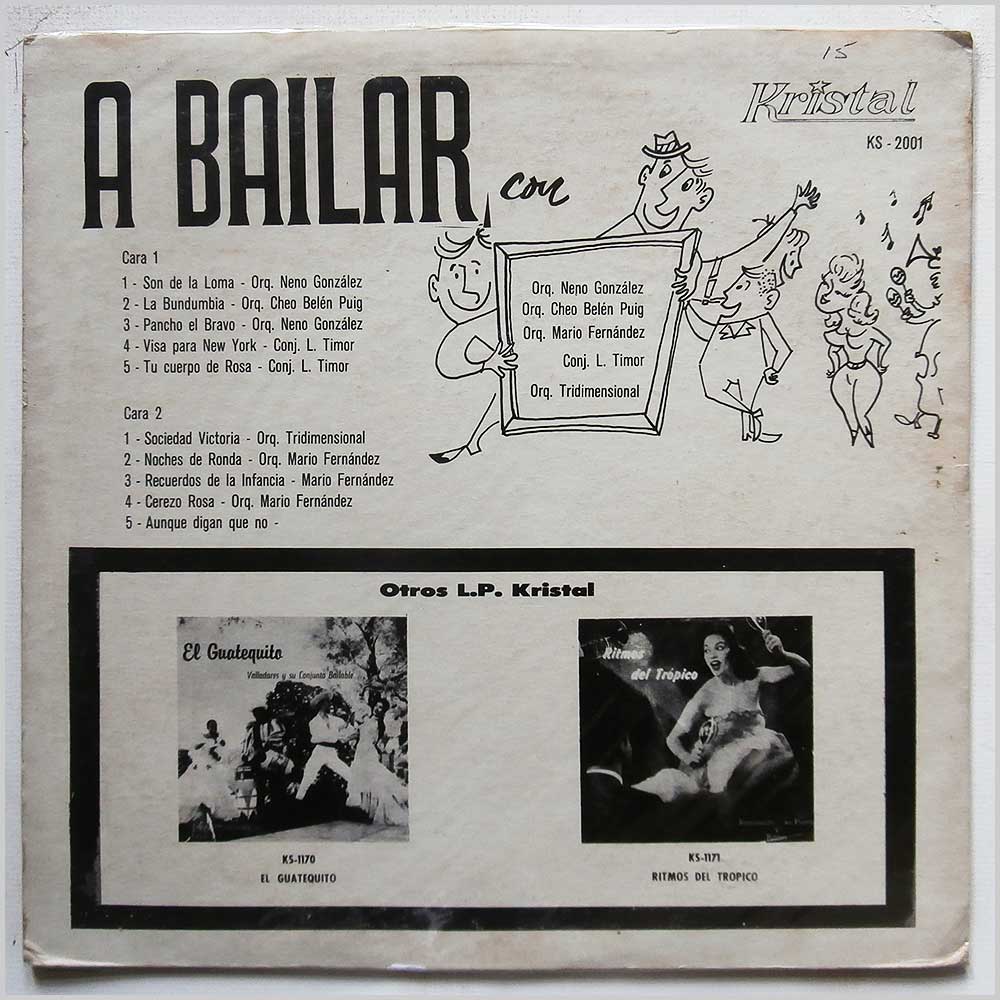 15
A BAILAR con
Kristal
KS - 2001
Cara 1
1 - Son de la Loma - Orq. Neno González
2 - La Bundumbia - Orq. Cheo Belén Puig
3 - Pancho el Bravo - Orq. Neno González
4 - Visa para New York - Conj. L. Timor
5 - Tu cuerpo de Rosa - Conj. L. Timor
Orq. Neno González
Orq. Cheo Belén Puig
Orq. Mario Fernández
Conj. L. Timor
Orq. Tridimensional
Cara 2
1 - Sociedad Victoria - Orq. Tridimensional
2 - Noches de Ronda - Orq. Mario Fernández
3 - Recuerdos de la Infancia - Mario Fernández
4 - Cerezo Rosa - Orq. Mario Fernández
5 - Aunque digan que no -
Otros L.P. Kristal
El Guatequito
Valladares y su Conjunto Bailable
KS-1170
EL GUATEQUITO
Ritmos
del Trópico
KS-1171
RITMOS DEL TROPICO